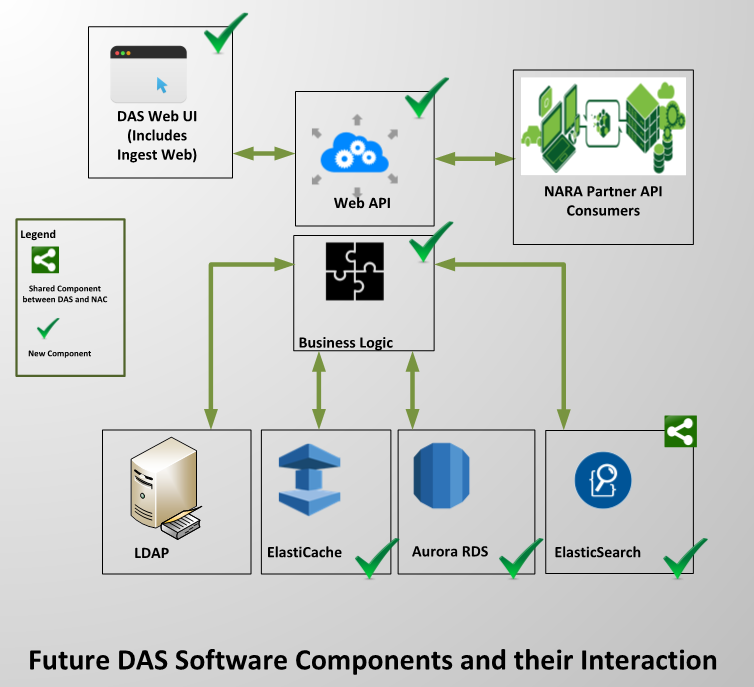 DAS Web UI
(Includes
Ingest Web)
Web API
NARA Partner API
Consumers
Legend
Shared Component
between DAS and NAC
New Component
Business Logic
LDAP
ElastiCache
Aurora RDS
ElasticSearch
Future DAS Software Components and their Interaction